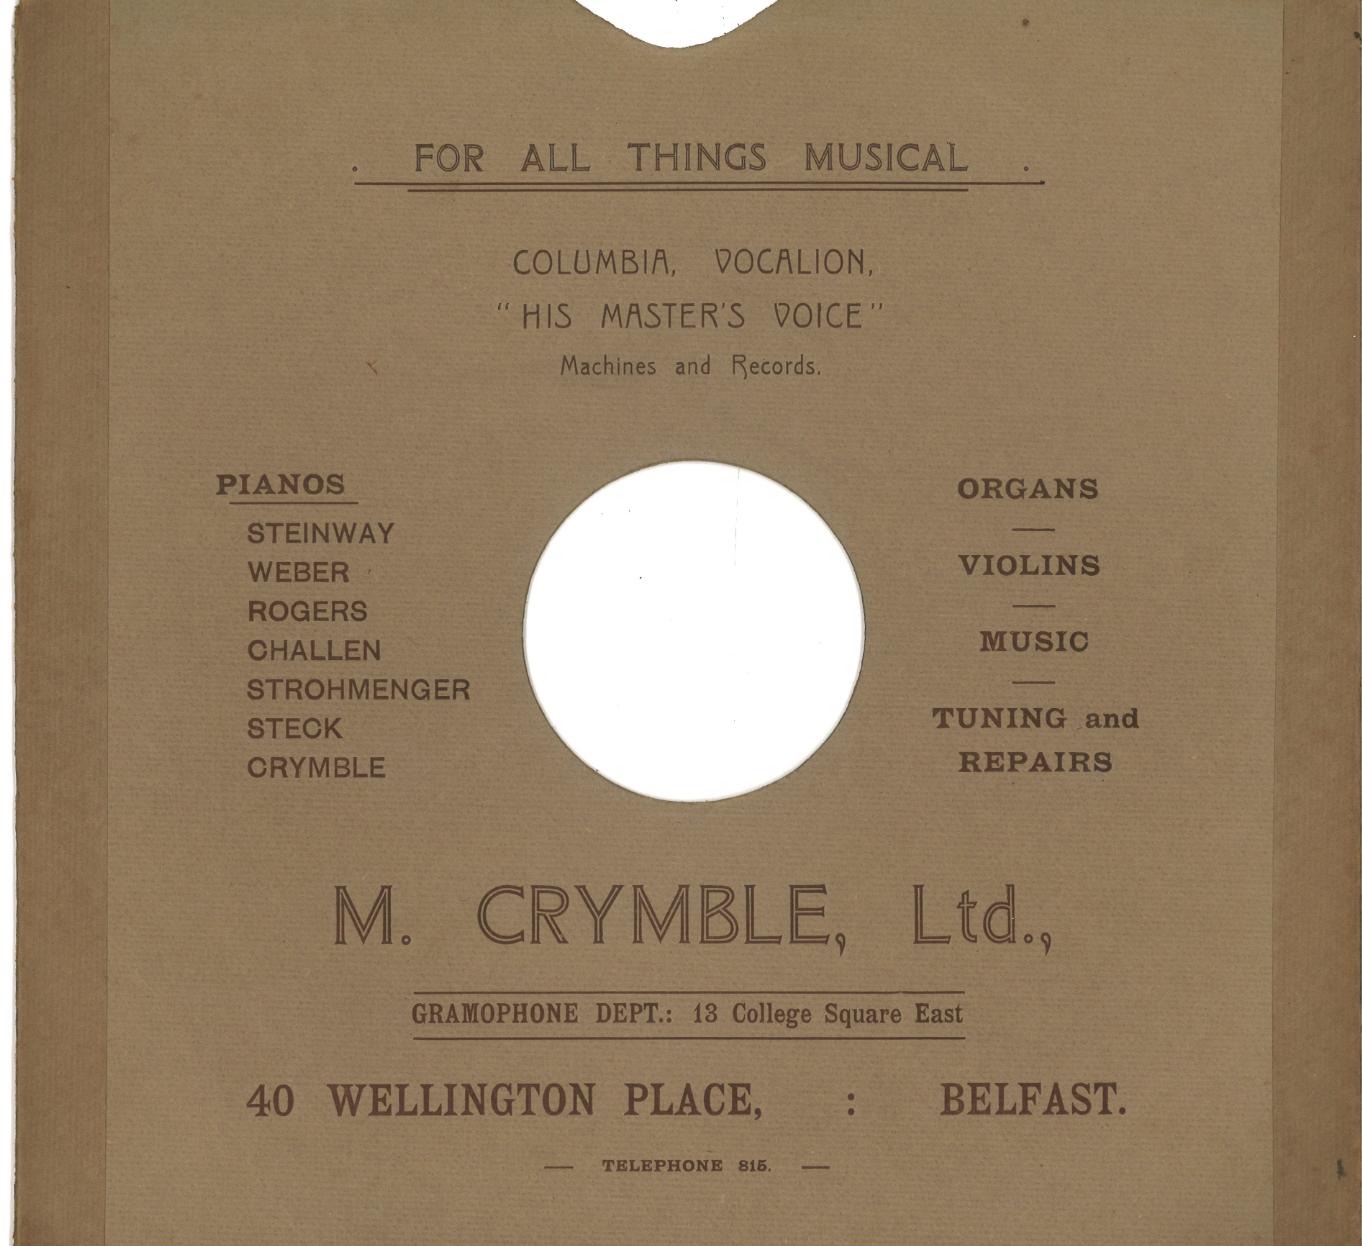 . FOR ALL THINGS MUSICAL .
COLUMBIA, VOCALION,
"HIS MASTER'S VOICE"
Machines and Records.
PIANOS
STEINWAY
WEBER
ROGERS
CHALLEN
STROHMENGER
STECK
CRYMBLE
ORGANS
VIOLINS
MUSIC
TUNING and
REPAIRS
M. CRYMBLE, Ltd.,
GRAMOPHONE DEPT.: 13 College Square East
40 WELLINGTON PLACE, : BELFAST.
— TELEPHONE 815. —